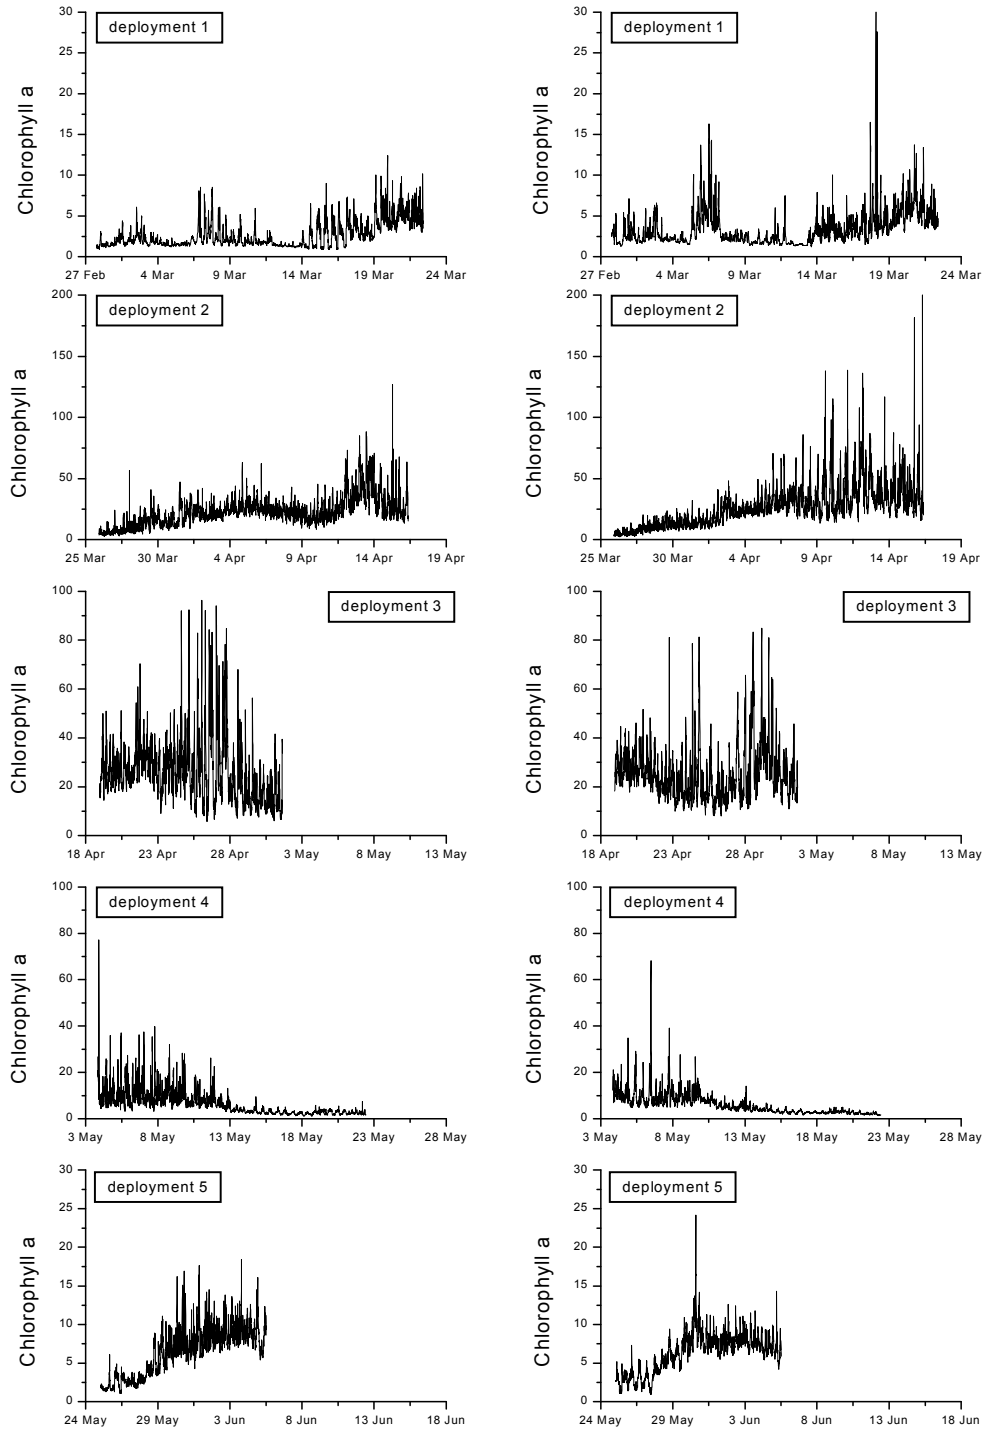 deployment 1
Chlorophyll a
30
25
20
15
10
5
0
27 Feb 4 Mar 9 Mar 14 Mar 19 Mar 24 Mar
deployment 1
Chlorophyll a
30
25
20
15
10
5
0
27 Feb 4 Mar 9 Mar 14 Mar 19 Mar 24 Mar
deployment 2
Chlorophyll a
200
150
100
50
0
25 Mar 30 Mar 4 Apr 9 Apr 14 Apr 19 Apr
deployment 2
Chlorophyll a
200
150
100
50
0
25 Mar 30 Mar 4 Apr 9 Apr 14 Apr 19 Apr
deployment 3
Chlorophyll a
100
80
60
40
20
0
18 Apr 23 Apr 28 Apr 3 May 8 May 13 May
deployment 3
Chlorophyll a
100
80
60
40
20
0
18 Apr 23 Apr 28 Apr 3 May 8 May 13 May
deployment 4
Chlorophyll a
100
80
60
40
20
0
3 May 8 May 13 May 18 May 23 May 28 May
deployment 4
Chlorophyll a
100
80
60
40
20
0
3 May 8 May 13 May 18 May 23 May 28 May
deployment 5
Chlorophyll a
30
25
20
15
10
5
0
24 May 29 May 3 Jun 8 Jun 13 Jun 18 Jun
deployment 5
Chlorophyll a
30
25
20
15
10
5
0
24 May 29 May 3 Jun 8 Jun 13 Jun 18 Jun